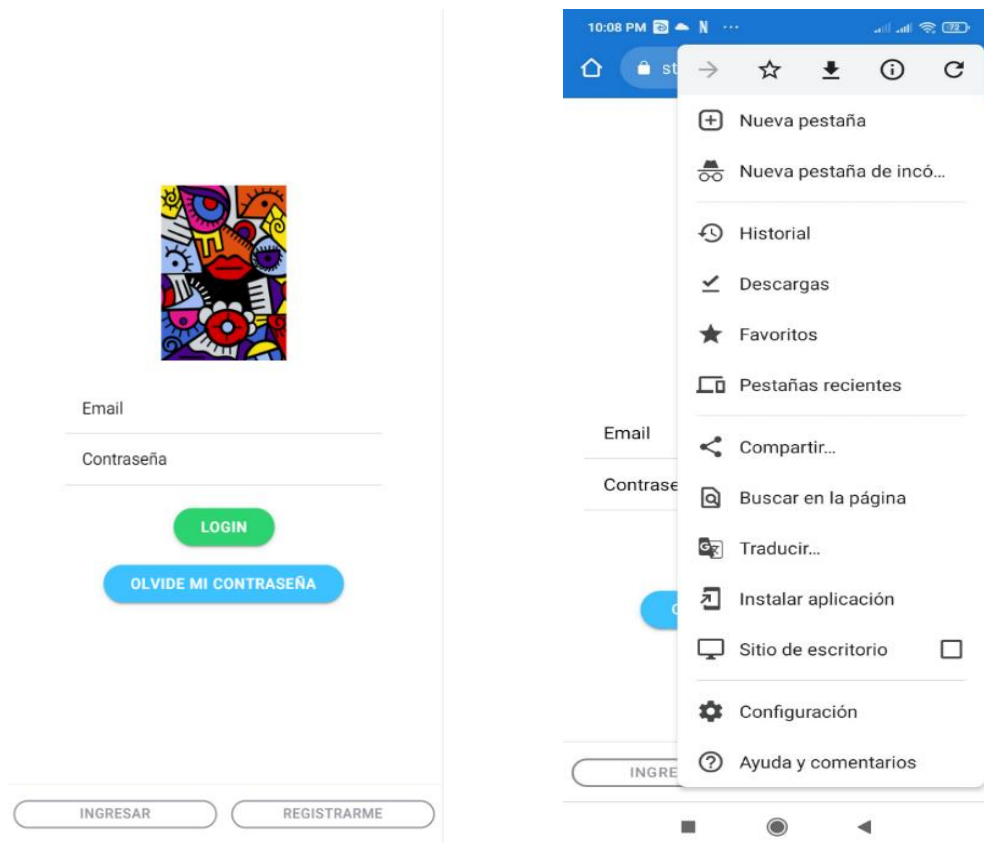 Email
Contraseña
LOGIN
OLVIDE MI CONTRASEÑA
INGRESAR
REGISTRARME
10:08 PM N ...
72
st
Nueva pestaña
Nueva pestaña de incó...
Historial
Descargas
Favoritos
Pestañas recientes
Email
Compartir...
Contrase
Buscar en la página
Traducir...
Instalar aplicación
Sitio de escritorio
Configuración
INGRE
Ayuda y comentarios